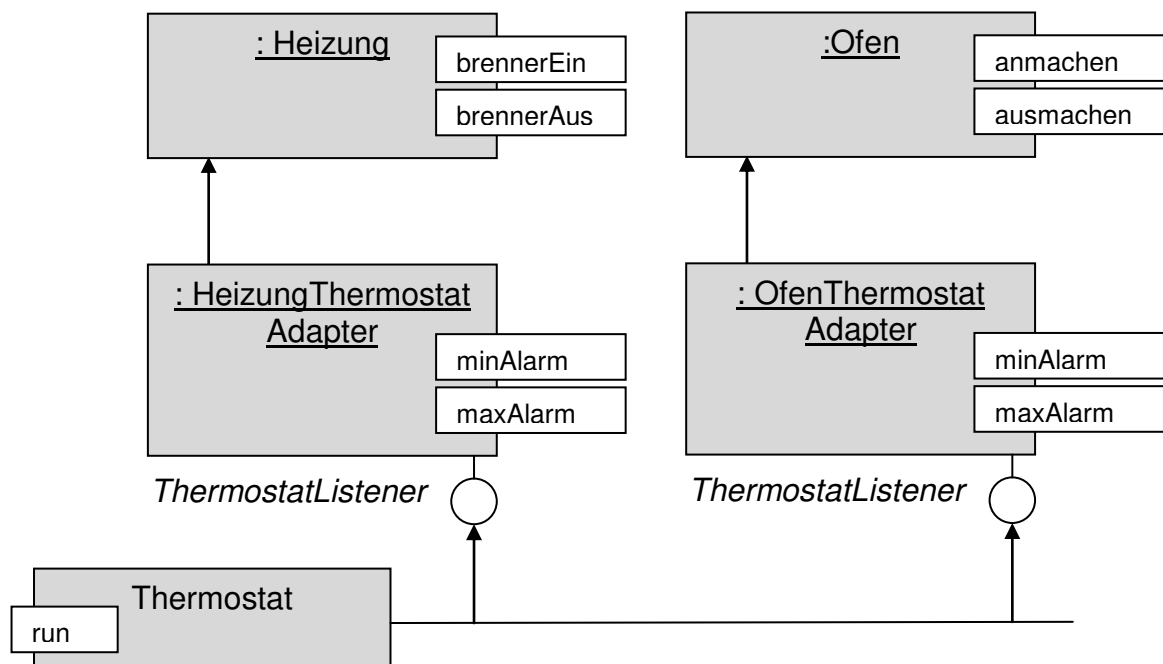 : Heizung
brennerEin
brennerAus
:Ofen
anmachen
ausmachen
: HeizungThermostat
Adapter
minAlarm
maxAlarm
: OfenThermostat
Adapter
minAlarm
maxAlarm
ThermostatListener
ThermostatListener
Thermostat
run